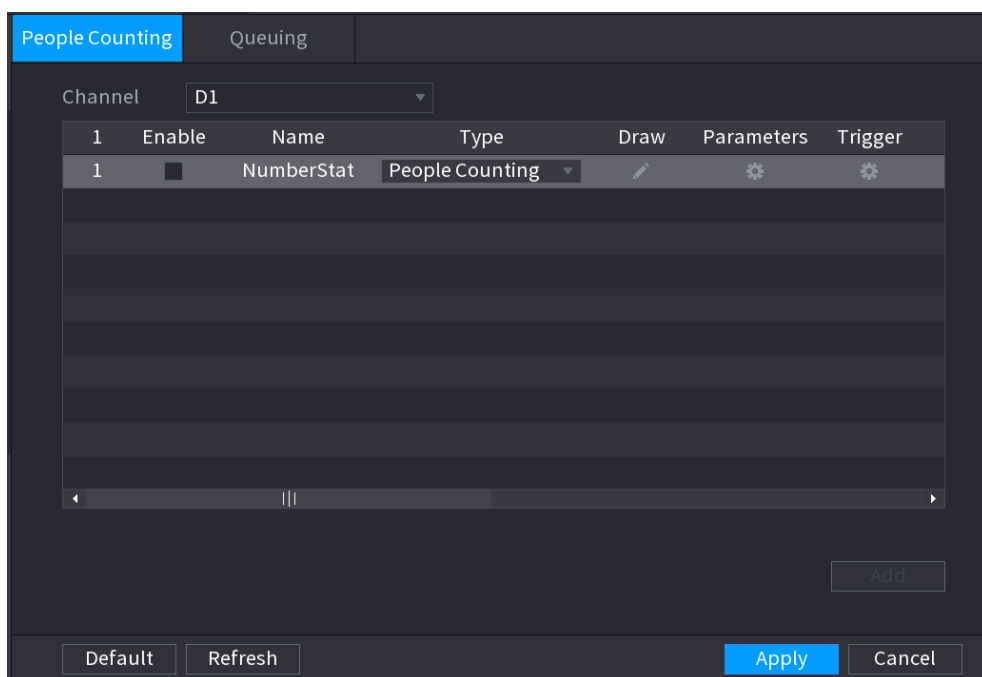 People Counting Queuing
Channel D1
1 Enable Name Type Draw Parameters Trigger
1 NumberStat People Counting
Add
Default Refresh Apply Cancel